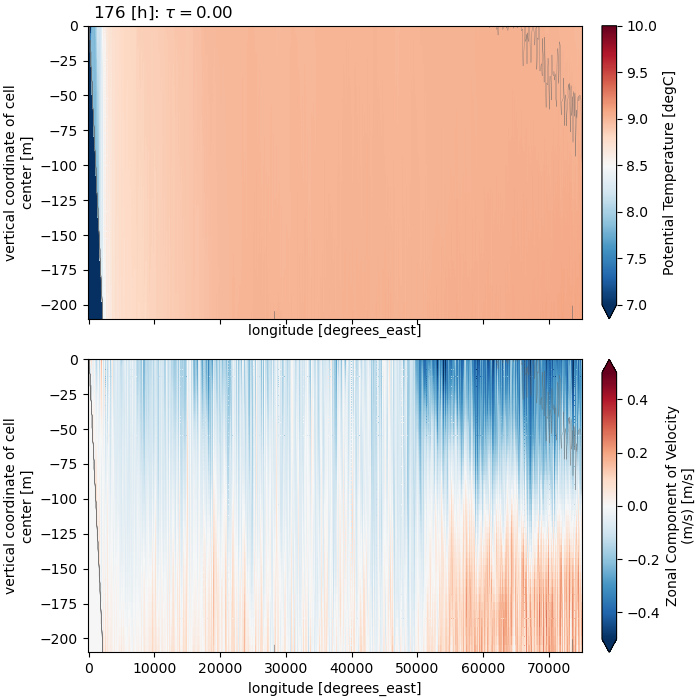 176 [h]: τ = 0.00
0
−25
−50
−75
−100
−125
−150
−175
−200
vertical coordinate of cell
center [m]
longitude [degrees_east]
10.0
9.5
9.0
8.5
8.0
7.5
7.0
Potential Temperature [degC]
0
−25
−50
−75
−100
−125
−150
−175
−200
vertical coordinate of cell
center [m]
0 10000 20000 30000 40000 50000 60000 70000
longitude [degrees_east]
0.4
0.2
0.0
−0.2
−0.4
Zonal Component of Velocity
(m/s) [m/s]